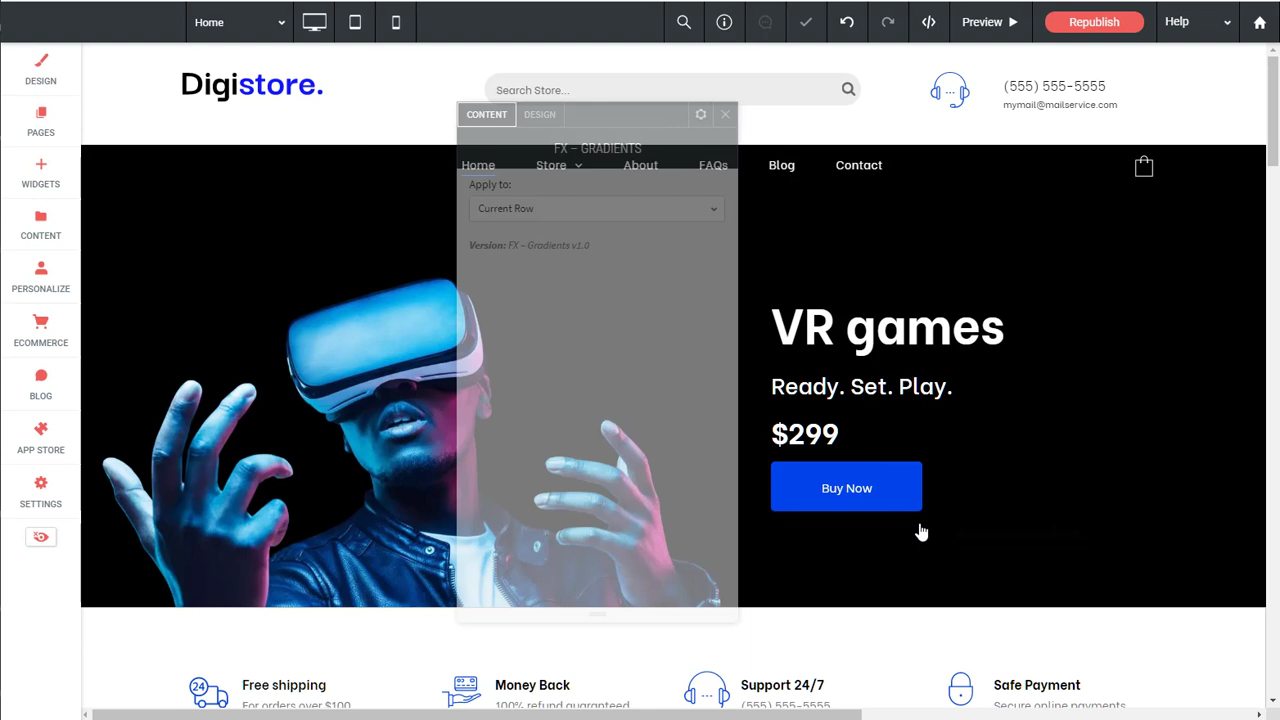 Home
Preview
Republish
Help
DESIGN
PAGES
WIDGETS
CONTENT
PERSONALIZE
ECOMMERCE
BLOG
APP STORE
SETTINGS
Digistore.
Search Store...
(555) 555-5555
mymail@mailservice.com
CONTENT
DESIGN
FX – GRADIENTS
Home
Store
About
FAQs
Blog
Contact
Apply to:
Current Row
Version: FX – Gradients v.1.0
VR games
Ready. Set. Play.
$299
Buy Now
24
Free shipping
For orders over $100
Money Back
100% refund guaranteed
Support 24/7
(555) 555-5555
Safe Payment
Secure online payments